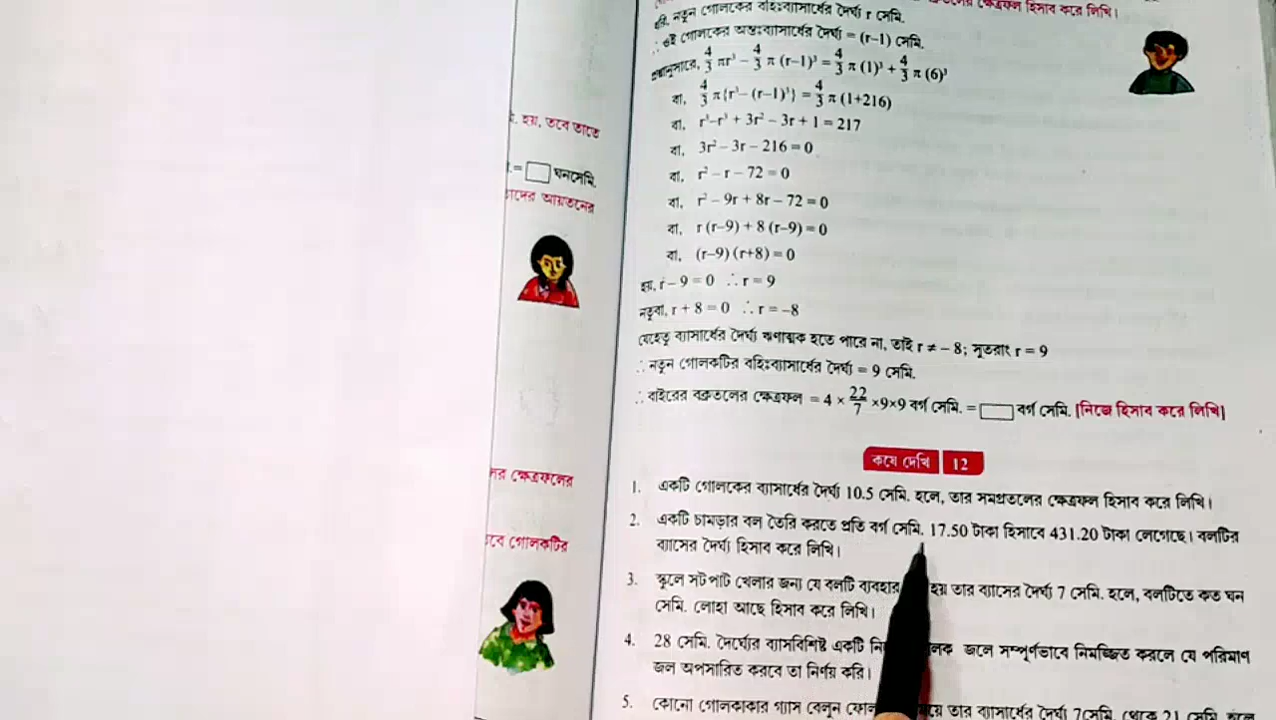 হয়, তবে তাতে
= ঘনসেমি.
আয়তনের
ক্ষেত্রফলের
গোলকটির
ক্ষেত্রফল হিসাব করে লিখি।
ধরি, নতুন গোলকের বহিঃব্যাসার্ধের দৈর্ঘ্য r সেমি.
∴ ওই গোলকের অন্তঃব্যাসার্ধের দৈর্ঘ্য = (r–1) সেমি.
প্রশ্নানুসারে, 4/3 πr³ – 4/3 π (r–1)³ = 4/3 π (1)³ + 4/3 π (6)³
বা, 4/3 π{r³– (r–1)³} = 4/3 π (1+216)
বা, r³–r³ + 3r² – 3r + 1 = 217
বা, 3r² – 3r – 216 = 0
বা, r² – r – 72 = 0
বা, r² – 9r + 8r – 72 = 0
বা, r (r–9) + 8 (r–9) = 0
বা, (r–9) (r+8) = 0
হয়, r – 9 = 0 ∴ r = 9
নতুবা, r + 8 = 0 ∴ r = –8
যেহেতু ব্যাসার্ধের দৈর্ঘ্য ঋণাত্মক হতে পারে না, তাই r ≠ – 8; সুতরাং r = 9
∴ নতুন গোলকটির বহিঃব্যাসার্ধের দৈর্ঘ্য = 9 সেমি.
∴ বাইরের বক্রতলের ক্ষেত্রফল = 4 × 22/7 ×9×9 বর্গ সেমি. = বর্গ সেমি. [নিজে হিসাব করে লিখি]
কষে দেখি 12
1. একটি গোলকের ব্যাসার্ধের দৈর্ঘ্য 10.5 সেমি. হলে, তার সমগ্রতলের ক্ষেত্রফল হিসাব করে লিখি।
2. একটি চামড়ার বল তৈরি করতে প্রতি বর্গ সেমি. 17.50 টাকা হিসাবে 431.20 টাকা লেগেছে। বলটির
ব্যাসের দৈর্ঘ্য হিসাব করে লিখি।
3. স্কুলে সটপাট খেলার জন্য যে বলটি ব্যবহার হয় তার ব্যাসের দৈর্ঘ্য 7 সেমি. হলে, বলটিতে কত ঘন
সেমি. লোহা আছে হিসাব করে লিখি।
4. 28 সেমি. দৈর্ঘ্যের ব্যাসবিশিষ্ট একটি জলে সম্পূর্ণভাবে নিমজ্জিত করলে যে পরিমাণ
জল অপসারিত করবে তা নির্ণয় করি।
5. কোনো গোলকাকার গ্যাস বেলুন তার ব্যাসার্ধের দৈর্ঘ্য 7সেমি. থেকে 21 সেমি. হলে